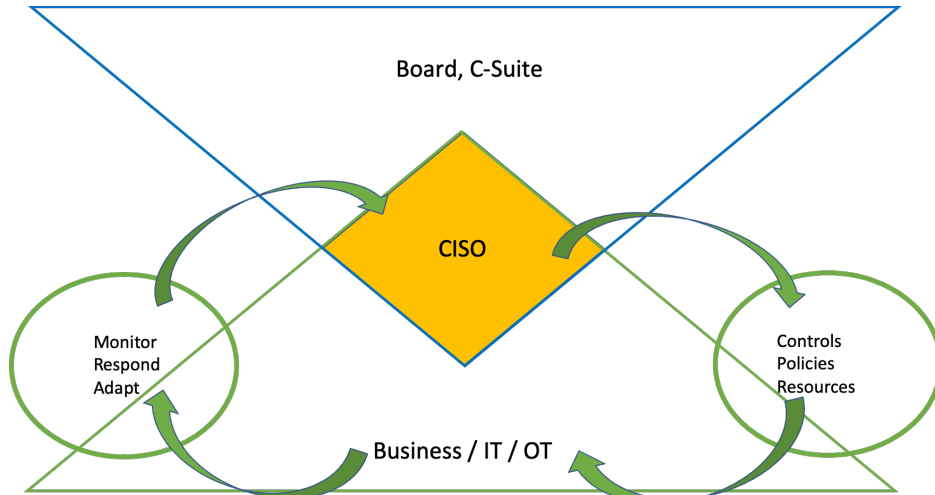 Board, C-Suite
CISO
Monitor
Respond
Adapt
Controls
Policies
Resources
Business / IT / OT